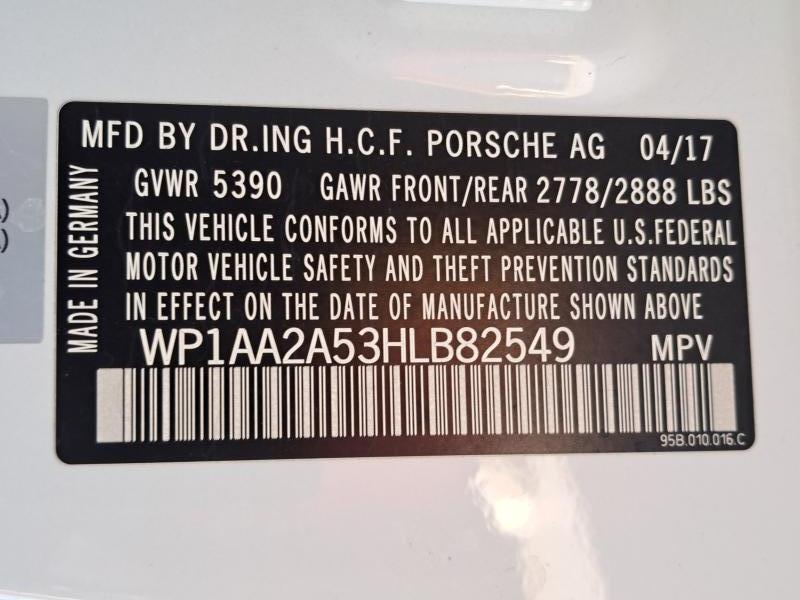 MFD BY DR.ING H.C.F. PORSCHE AG 04/17
GVWR 5390 GAWR FRONT/REAR 2778/2888 LBS
THIS VEHICLE CONFORMS TO ALL APPLICABLE U.S.FEDERAL
MOTOR VEHICLE SAFETY AND THEFT PREVENTION STANDARDS
IN EFFECT ON THE DATE OF MANUFACTURE SHOWN ABOVE
WP1AA2A53HLB82549 MPV
95B.010.016.C
MADE IN GERMANY